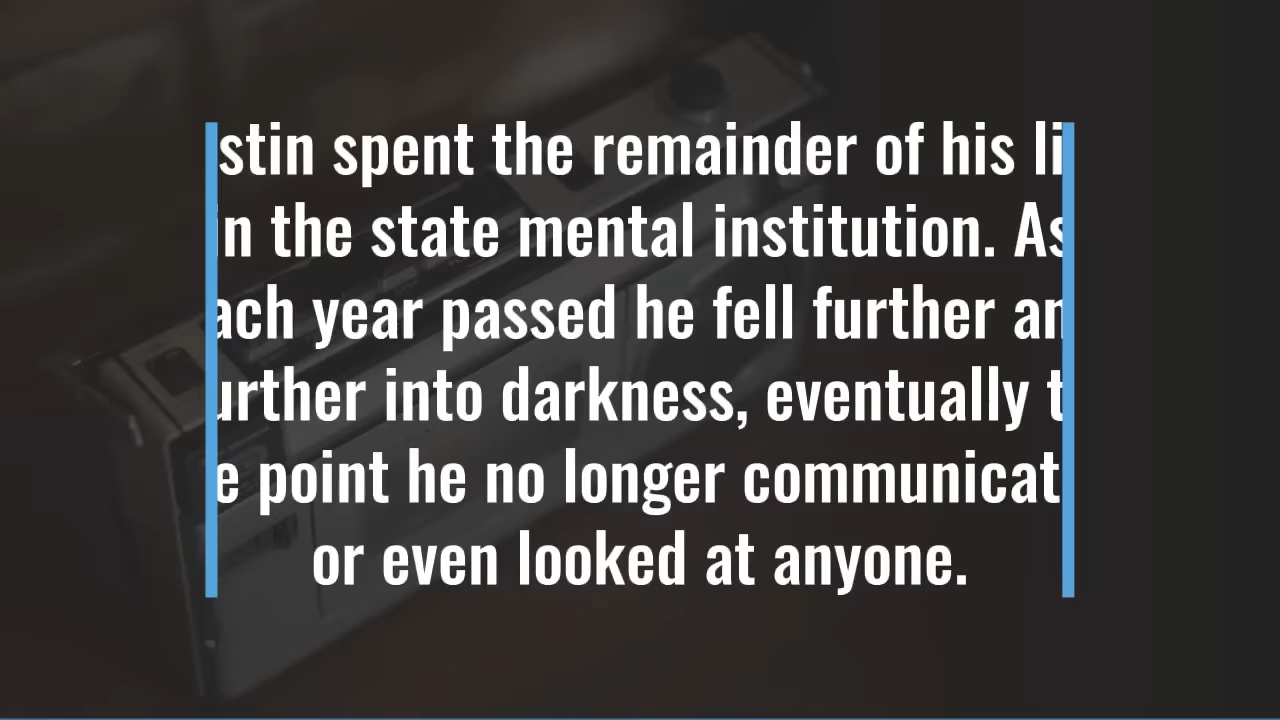 stin spent the remainder of his li
in the state mental institution. As
ach year passed he fell further an
urther into darkness, eventually t
e point he no longer communicat
or even looked at anyone.